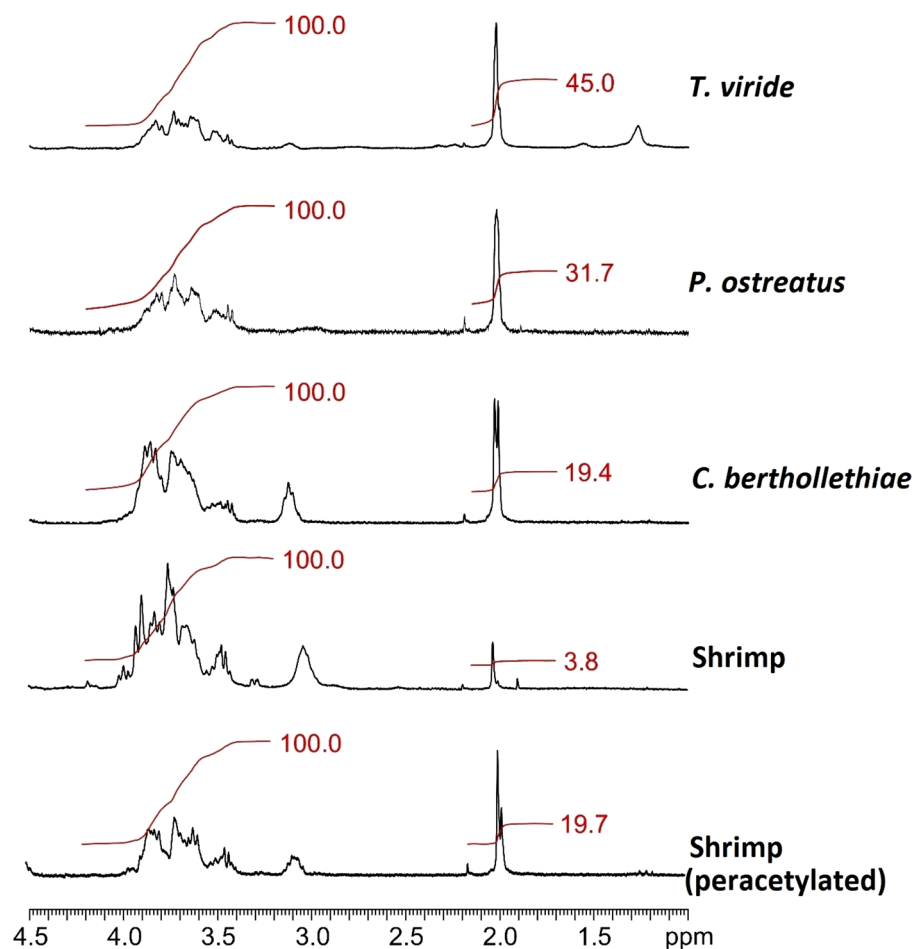 100.0
45.0
T. viride
100.0
31.7
P. ostreatus
100.0
19.4
C. berthollethiae
100.0
3.8
Shrimp
100.0
19.7
Shrimp
(peracetylated)
4.5 4.0 3.5 3.0 2.5 2.0 1.5 ppm